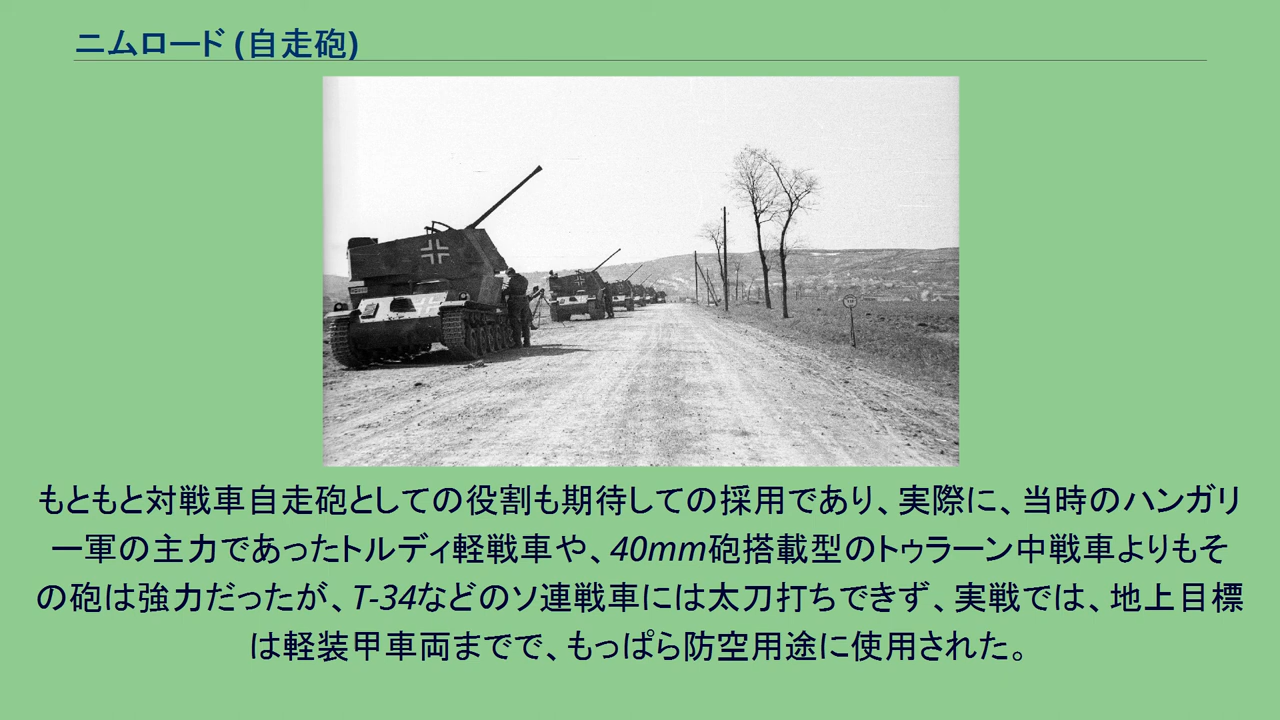 ニムロード (自走砲)
もともと対戦車自走砲としての役割も期待しての採用であり、実際に、当時のハンガリ
ー軍の主力であったトルディ軽戦車や、40mm砲搭載型のトゥラーン中戦車よりもそ
の砲は強力だったが、T-34などのソ連戦車には太刀打ちできず、実戦では、地上目標
は軽装甲車両までで、もっぱら防空用途に使用された。